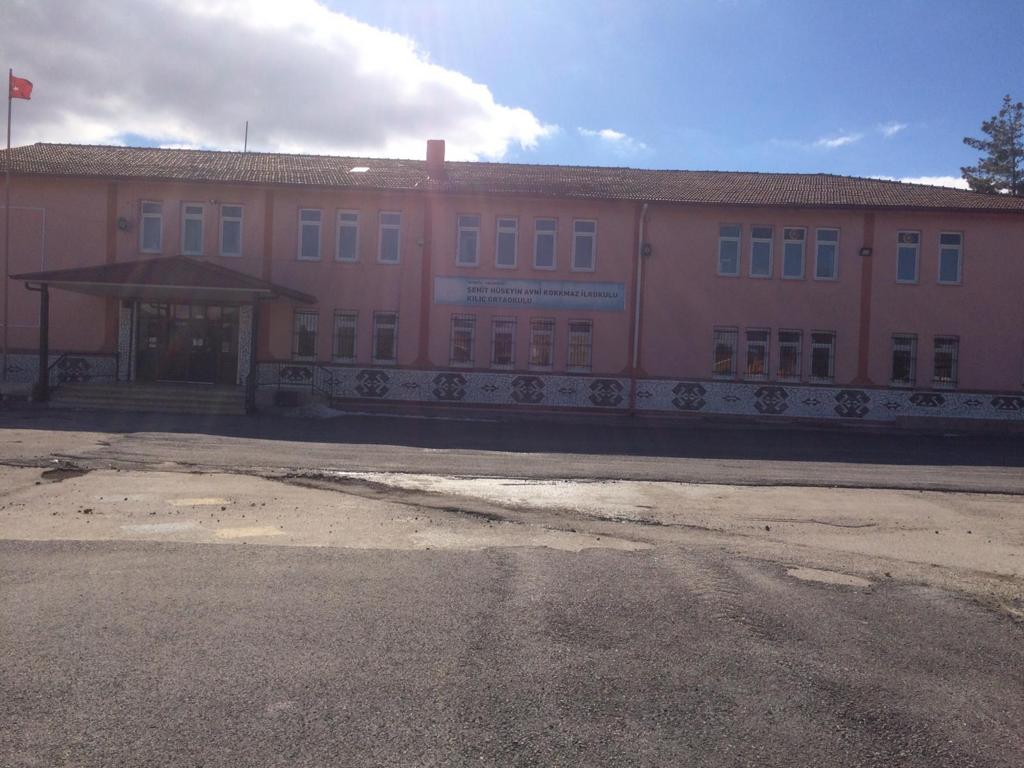 ŞEHİT HÜSEYİN AVNİ KORKMAZ İLKOKULU
KILIÇ ORTAOKULU